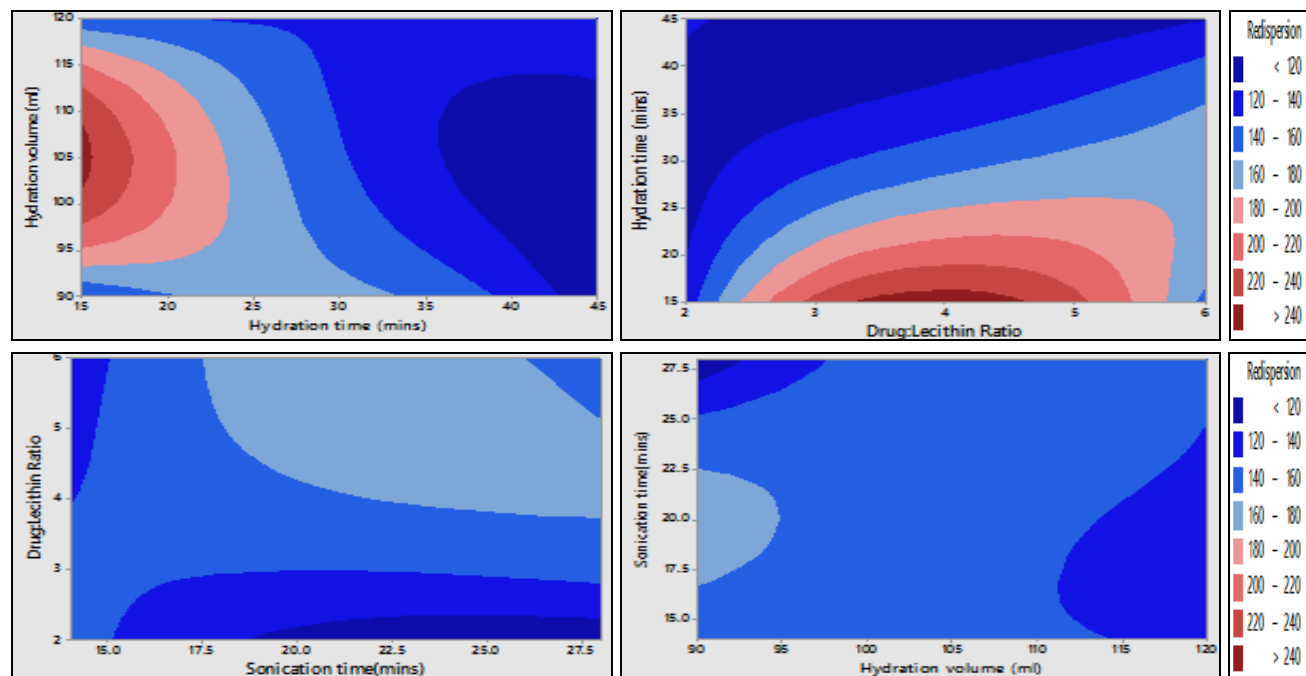 Hydration volume (ml)
120
115
110
105
100
95
90
15 20 25 30 35 40 45
Hydration time (mins)
Hydration time (mins)
45
40
35
30
25
20
15
2 3 4 5 6
Drug:Lecithin Ratio
Redispersion
< 120
120 - 140
140 - 160
160 - 180
180 - 200
200 - 220
220 - 240
> 240
Drug:Lecithin Ratio
6
5
4
3
2
15.0 17.5 20.0 22.5 25.0 27.5
Sonication time(mins)
Sonication time(mins)
27.5
25.0
22.5
20.0
17.5
15.0
90 95 100 105 110 115 120
Hydration volume (ml)
Redispersion
< 120
120 - 140
140 - 160
160 - 180
180 - 200
200 - 220
220 - 240
> 240